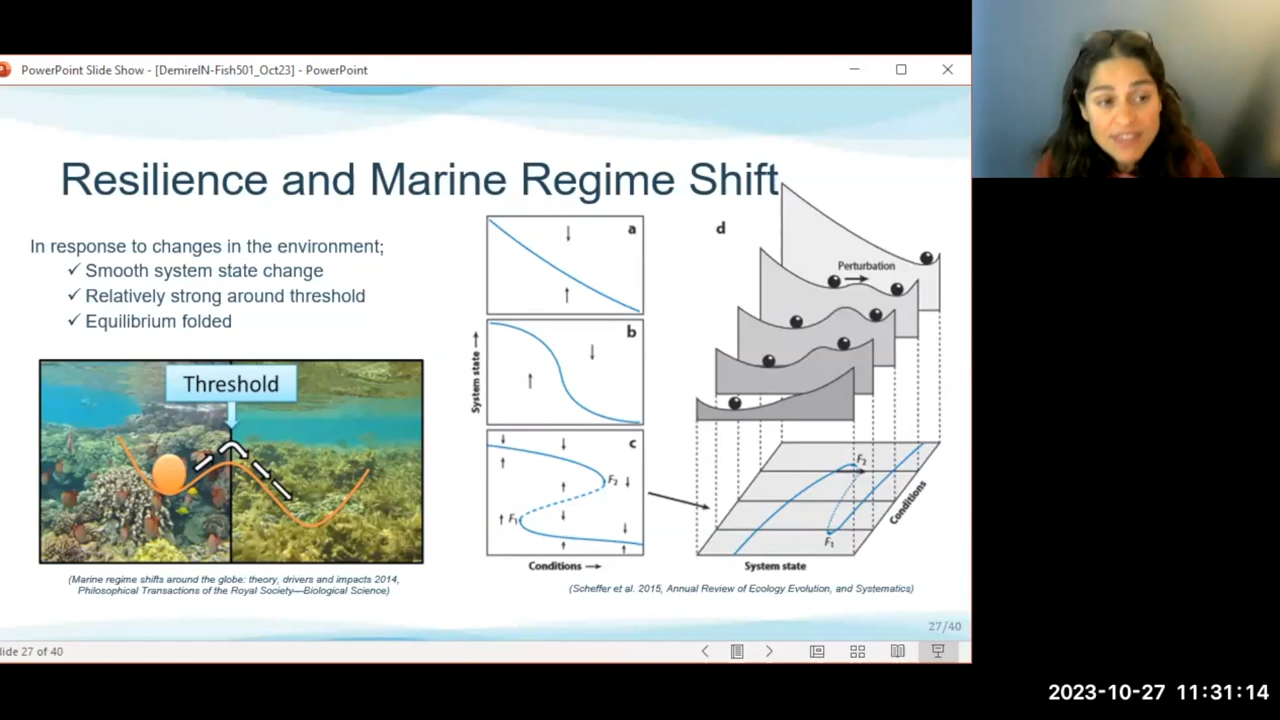 PowerPoint Slide Show - [DemirelN-Fish501_Oct23] - PowerPoint
Resilience and Marine Regime Shift
In response to changes in the environment;
✓ Smooth system state change
✓ Relatively strong around threshold
✓ Equilibrium folded
Threshold
(Marine regime shifts around the globe: theory, drivers and impacts 2014,
Philosophical Transactions of the Royal Society—Biological Science)
a
b
System state
c
F2
F1
Conditions
d
Perturbation
F2
F1
Conditions
System state
(Scheffer et al. 2015, Annual Review of Ecology Evolution, and Systematics)
27/40
lide 27 of 40
2023-10-27 11:31:14